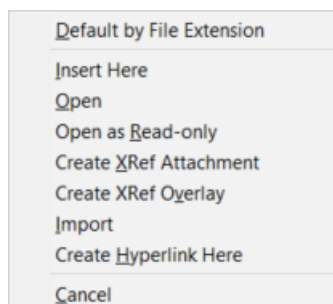 Default by File Extension
Insert Here
Open
Open as Read-only
Create XRef Attachment
Create XRef Overlay
Import
Create Hyperlink Here
Cancel